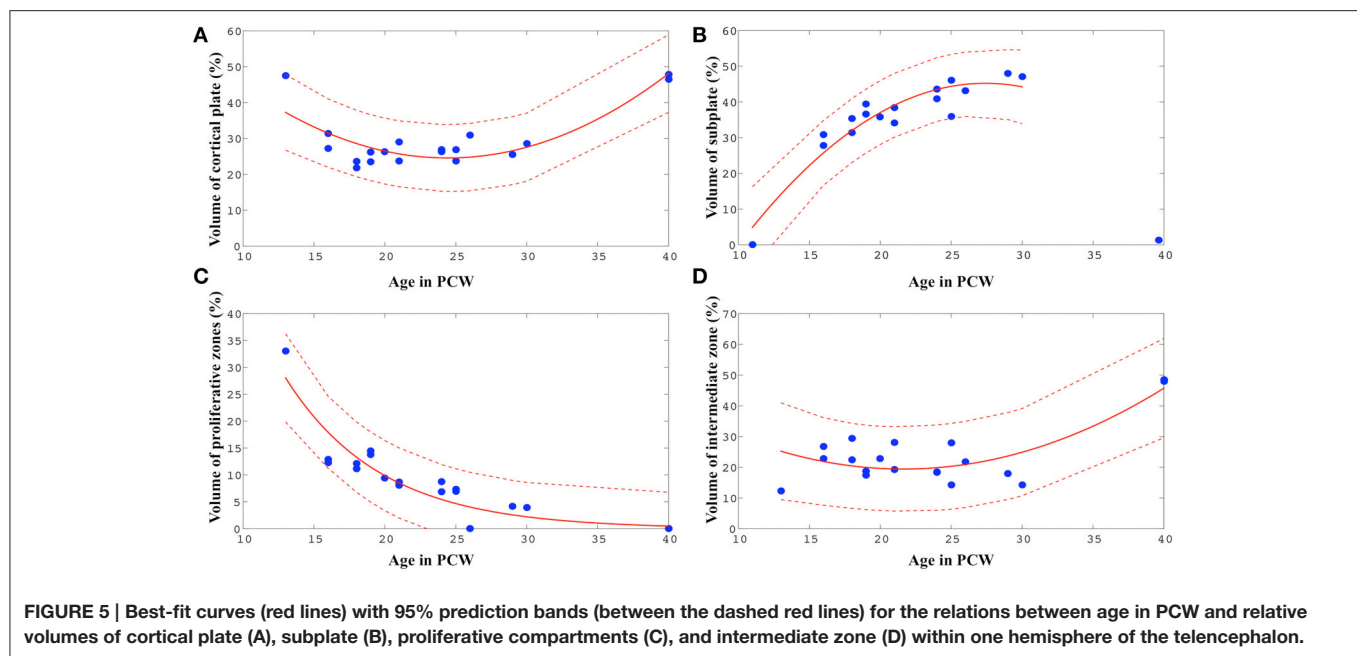 A
60
50
40
30
20
10
0
Volume of cortical plate (%)
10 15 20 25 30 35 40
Age in PCW
B
60
50
40
30
20
10
0
Volume of subplate (%)
10 15 20 25 30 35 40
Age in PCW
C
40
35
30
25
20
15
10
5
0
Volume of proliferative zones (%)
10 15 20 25 30 35 40
Age in PCW
D
70
60
50
40
30
20
10
0
Volume of intermediate zone (%)
10 15 20 25 30 35 40
Age in PCW
FIGURE 5 | Best-fit curves (red lines) with 95% prediction bands (between the dashed red lines) for the relations between age in PCW and relative
volumes of cortical plate (A), subplate (B), proliferative compartments (C), and intermediate zone (D) within one hemisphere of the telencephalon.